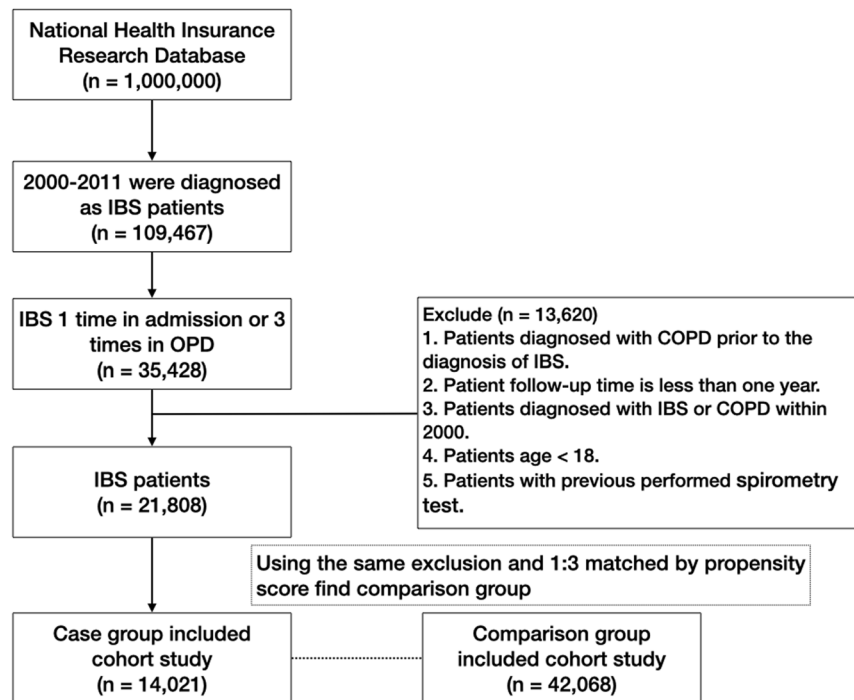 National Health Insurance
Research Database
(n = 1,000,000)
2000-2011 were diagnosed
as IBS patients
(n = 109,467)
IBS 1 time in admission or 3
times in OPD
(n = 35,428)
Exclude (n = 13,620)
1. Patients diagnosed with COPD prior to the
diagnosis of IBS.
2. Patient follow-up time is less than one year.
3. Patients diagnosed with IBS or COPD within
2000.
4. Patients age < 18.
5. Patients with previous performed spirometry
test.
IBS patients
(n = 21,808)
Using the same exclusion and 1:3 matched by propensity
score find comparison group
Case group included
cohort study
(n = 14,021)
Comparison group
included cohort study
(n = 42,068)